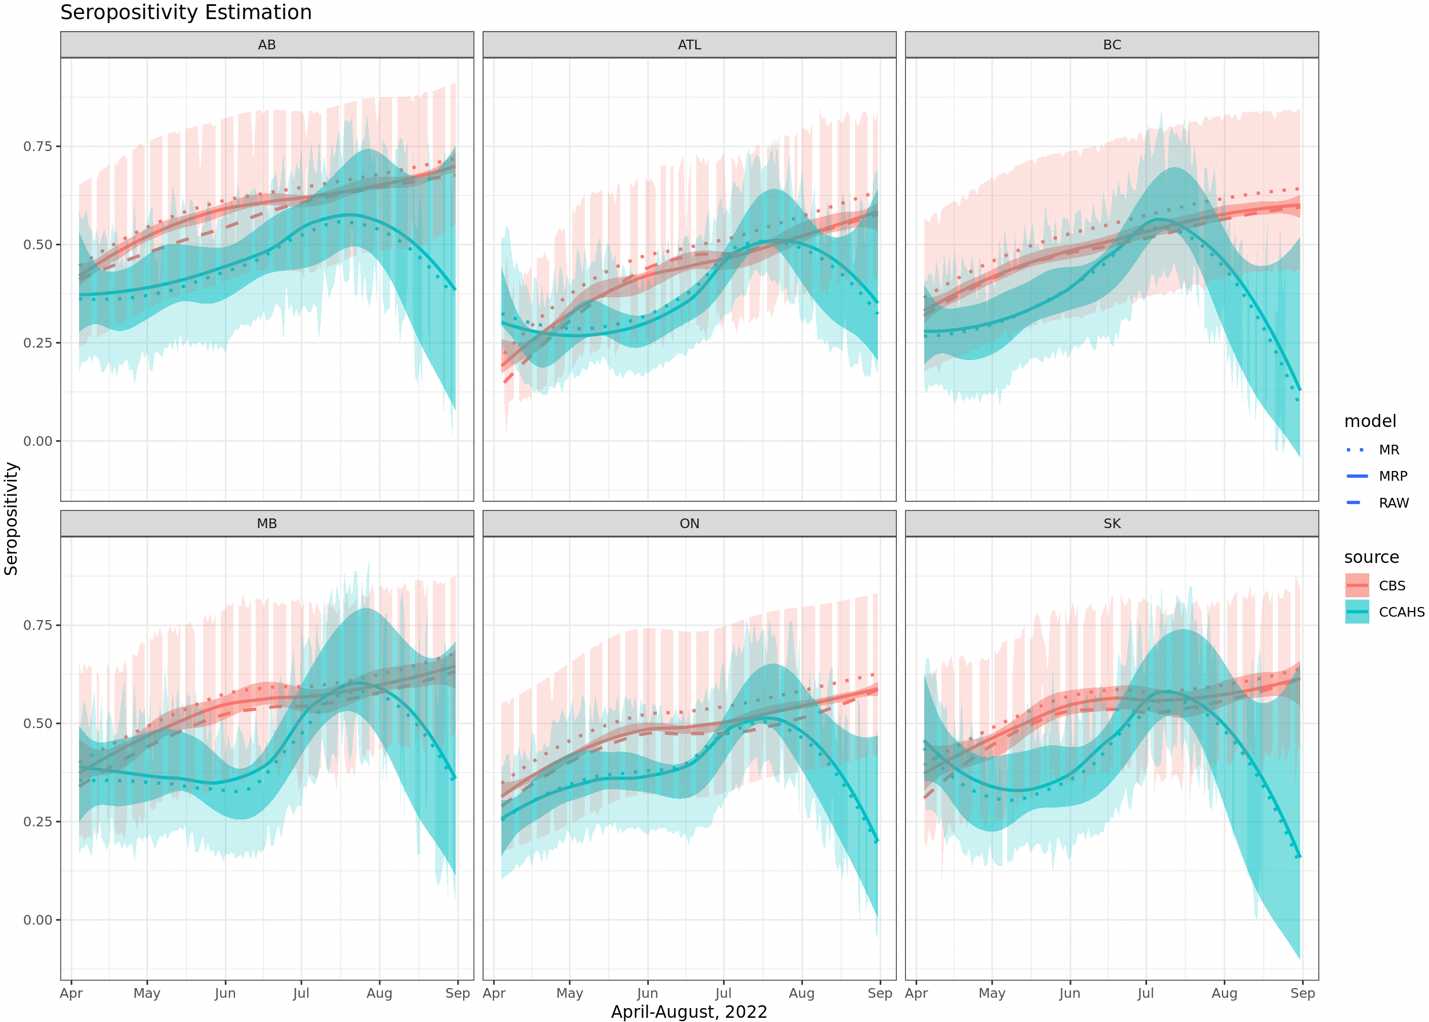 Seropositivity Estimation
AB
ATL
BC
0.75
0.50
0.25
0.00
MB
ON
SK
0.75
0.50
0.25
0.00
Apr May Jun Jul Aug Sep
Apr May Jun Jul Aug Sep
Apr May Jun Jul Aug Sep
April-August, 2022
Seropositivity
model
MR
MRP
RAW
source
CBS
CCAHS